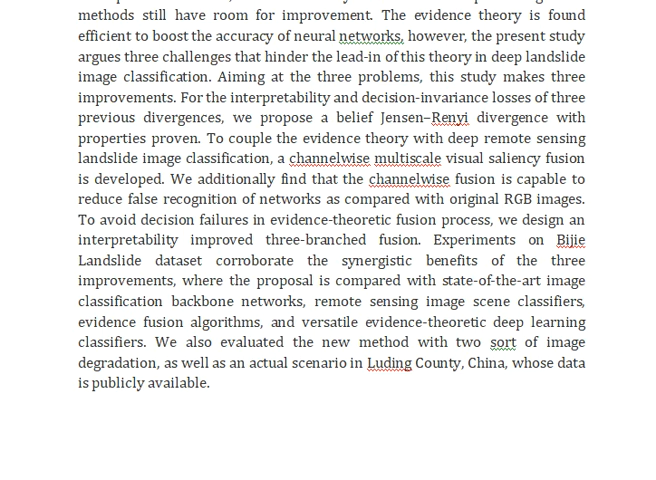 methods still have room for improvement. The evidence theory is found
efficient to boost the accuracy of neural networks, however, the present study
argues three challenges that hinder the lead-in of this theory in deep landslide
image classification. Aiming at the three problems, this study makes three
improvements. For the interpretability and decision-invariance losses of three
previous divergences, we propose a belief Jensen–Renyi divergence with
properties proven. To couple the evidence theory with deep remote sensing
landslide image classification, a channelwise multiscale visual saliency fusion
is developed. We additionally find that the channelwise fusion is capable to
reduce false recognition of networks as compared with original RGB images.
To avoid decision failures in evidence-theoretic fusion process, we design an
interpretability improved three-branched fusion. Experiments on Bijie
Landslide dataset corroborate the synergistic benefits of the three
improvements, where the proposal is compared with state-of-the-art image
classification backbone networks, remote sensing image scene classifiers,
evidence fusion algorithms, and versatile evidence-theoretic deep learning
classifiers. We also evaluated the new method with two sort of image
degradation, as well as an actual scenario in Luding County, China, whose data
is publicly available.